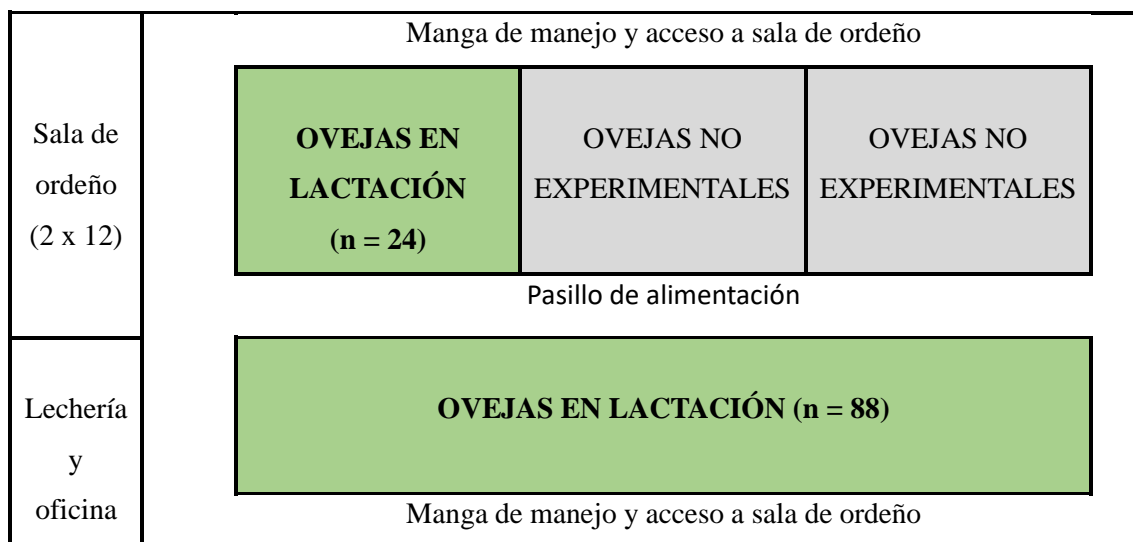 Manga de manejo y acceso a sala de ordeño
Sala de
ordeño
(2 x 12)
OVEJAS EN
LACTACIÓN
(n = 24)
OVEJAS NO
EXPERIMENTALES
OVEJAS NO
EXPERIMENTALES
Pasillo de alimentación
Lechería
y
oficina
OVEJAS EN LACTACIÓN (n = 88)
Manga de manejo y acceso a sala de ordeño